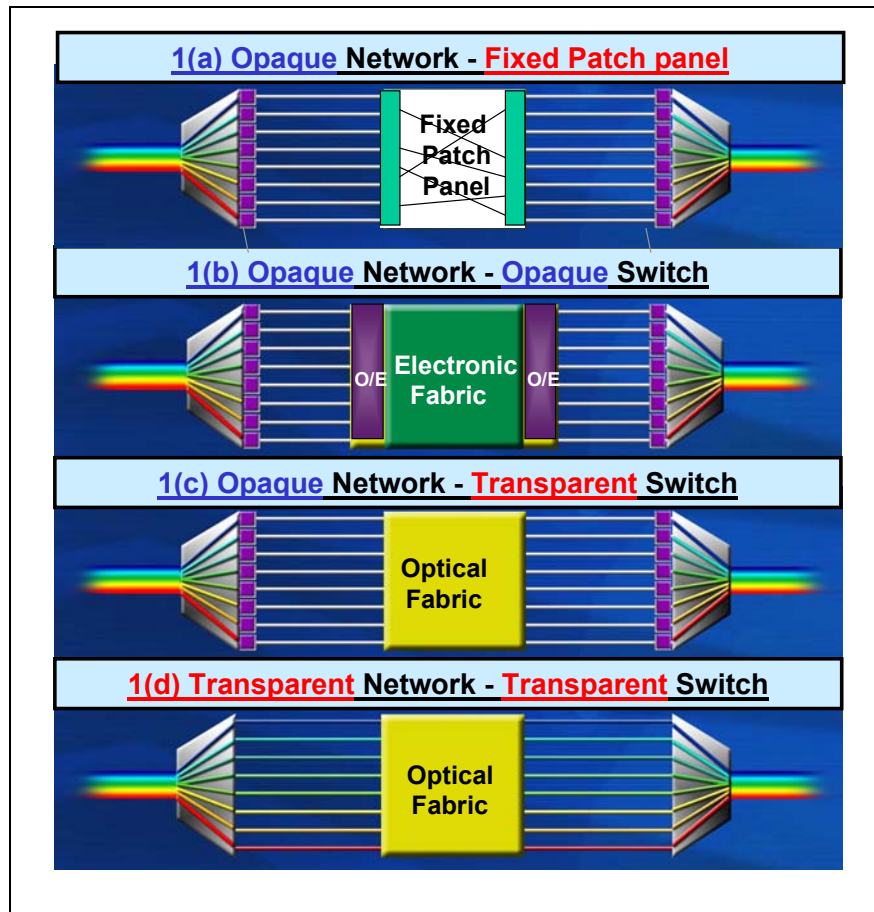 1(a) Opaque Network - Fixed Patch panel
Fixed
Patch
Panel
1(b) Opaque Network - Opaque Switch
O/E
Electronic
Fabric
O/E
1(c) Opaque Network - Transparent Switch
Optical
Fabric
1(d) Transparent Network - Transparent Switch
Optical
Fabric